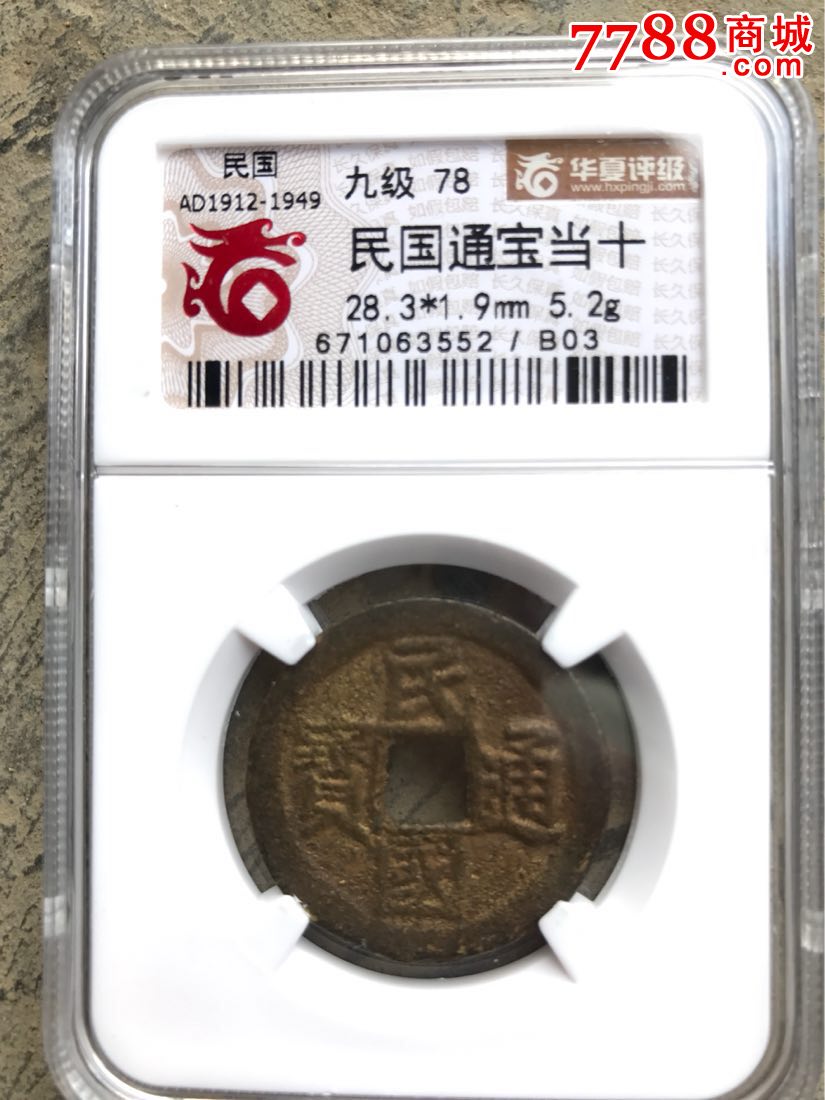 7788商城
.com
民国
AD1912-1949
九级 78
华夏评级
www.hxpingji.com
民国通宝当十
28.3*1.9mm 5.2g
671063552 / B03
民
寶 通
國